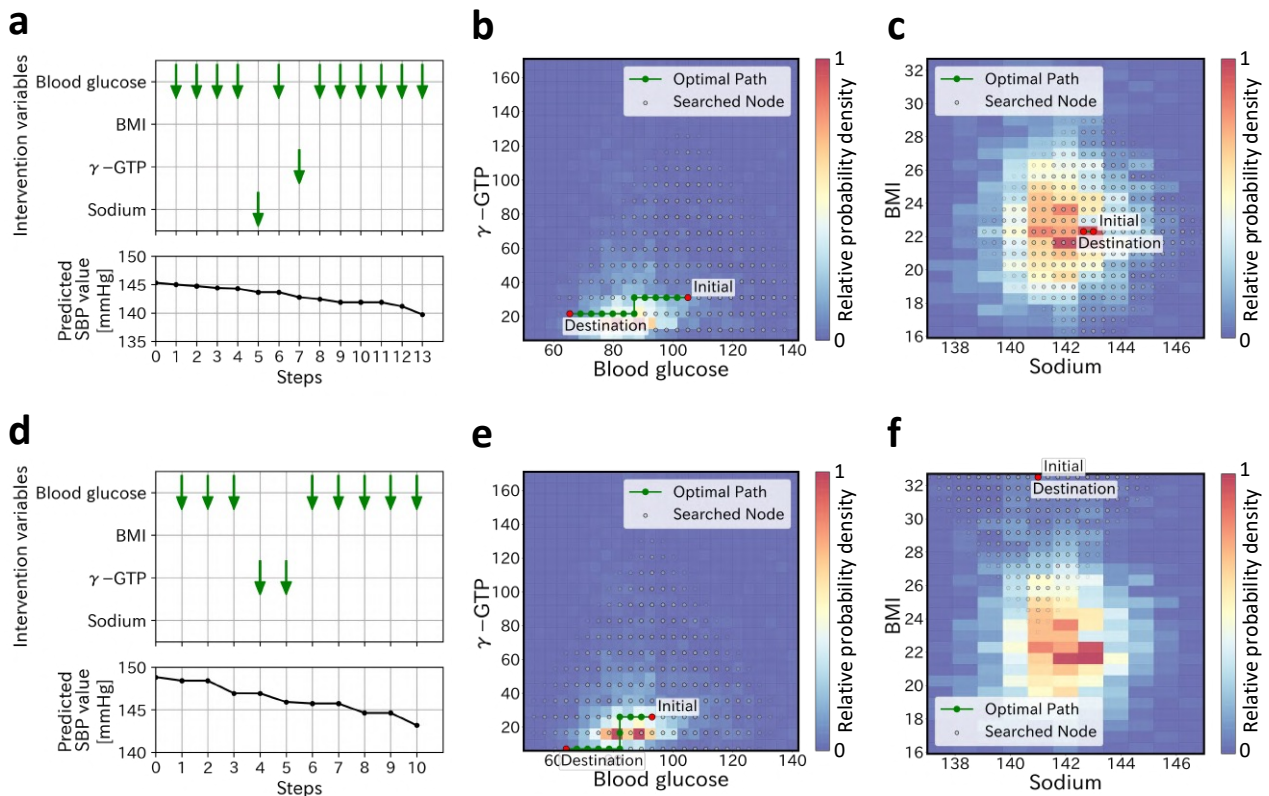 a
Intervention variables
Blood glucose
BMI
γ-GTP
Sodium
Predicted
SBP value
[mmHg]
150
145
140
135
0 1 2 3 4 5 6 7 8 9 10 11 12 13
Steps
b
Optimal Path
Searched Node
γ-GTP
160
140
120
100
80
60
40
20
Initial
Destination
60 80 100 120 140
Blood glucose
1
Relative probability density
0
c
Optimal Path
Searched Node
BMI
32
30
28
26
24
22
20
18
16
Initial
Destination
138 140 142 144 146
Sodium
1
Relative probability density
0
d
Intervention variables
Blood glucose
BMI
γ-GTP
Sodium
Predicted
SBP value
[mmHg]
150
145
140
0 1 2 3 4 5 6 7 8 9 10
Steps
e
Optimal Path
Searched Node
γ-GTP
160
140
120
100
80
60
40
20
Initial
Destination
80 100 120 140
Blood glucose
1
Relative probability density
0
f
Initial
Destination
BMI
32
30
28
26
24
22
20
18
16
Optimal Path
Searched Node
138 140 142 144 146
Sodium
1
Relative probability density
0